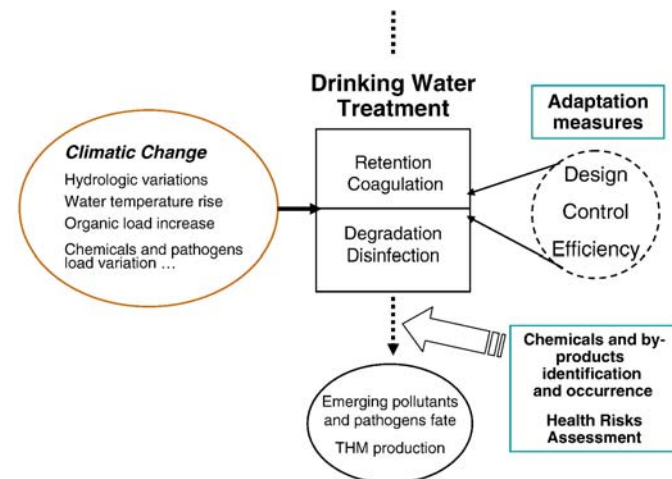 Drinking Water
Treatment
Adaptation
measures
Climatic Change
Hydrologic variations
Water temperature rise
Organic load increase
Chemicals and pathogens
load variation ...
Retention
Coagulation
Degradation
Disinfection
Design
Control
Efficiency
Chemicals and by-
products
identification
and occurrence
Health Risks
Assessment
Emerging pollutants
and pathogens fate
THM production